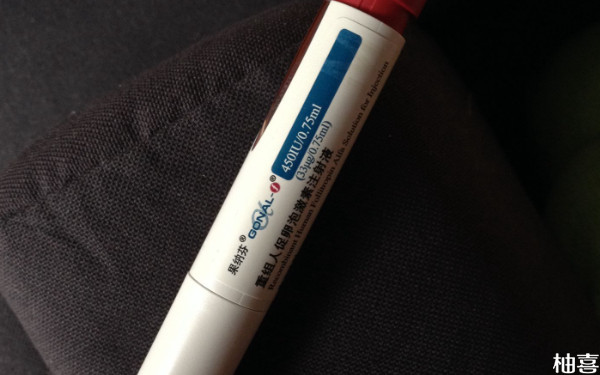 450IU/0.75ml
(33μg/0.75ml)
果纳芬® GONAL-f®
重组人促卵泡激素注射液
Recombinant Human Follitropin Alfa Solution for Injection
柚喜